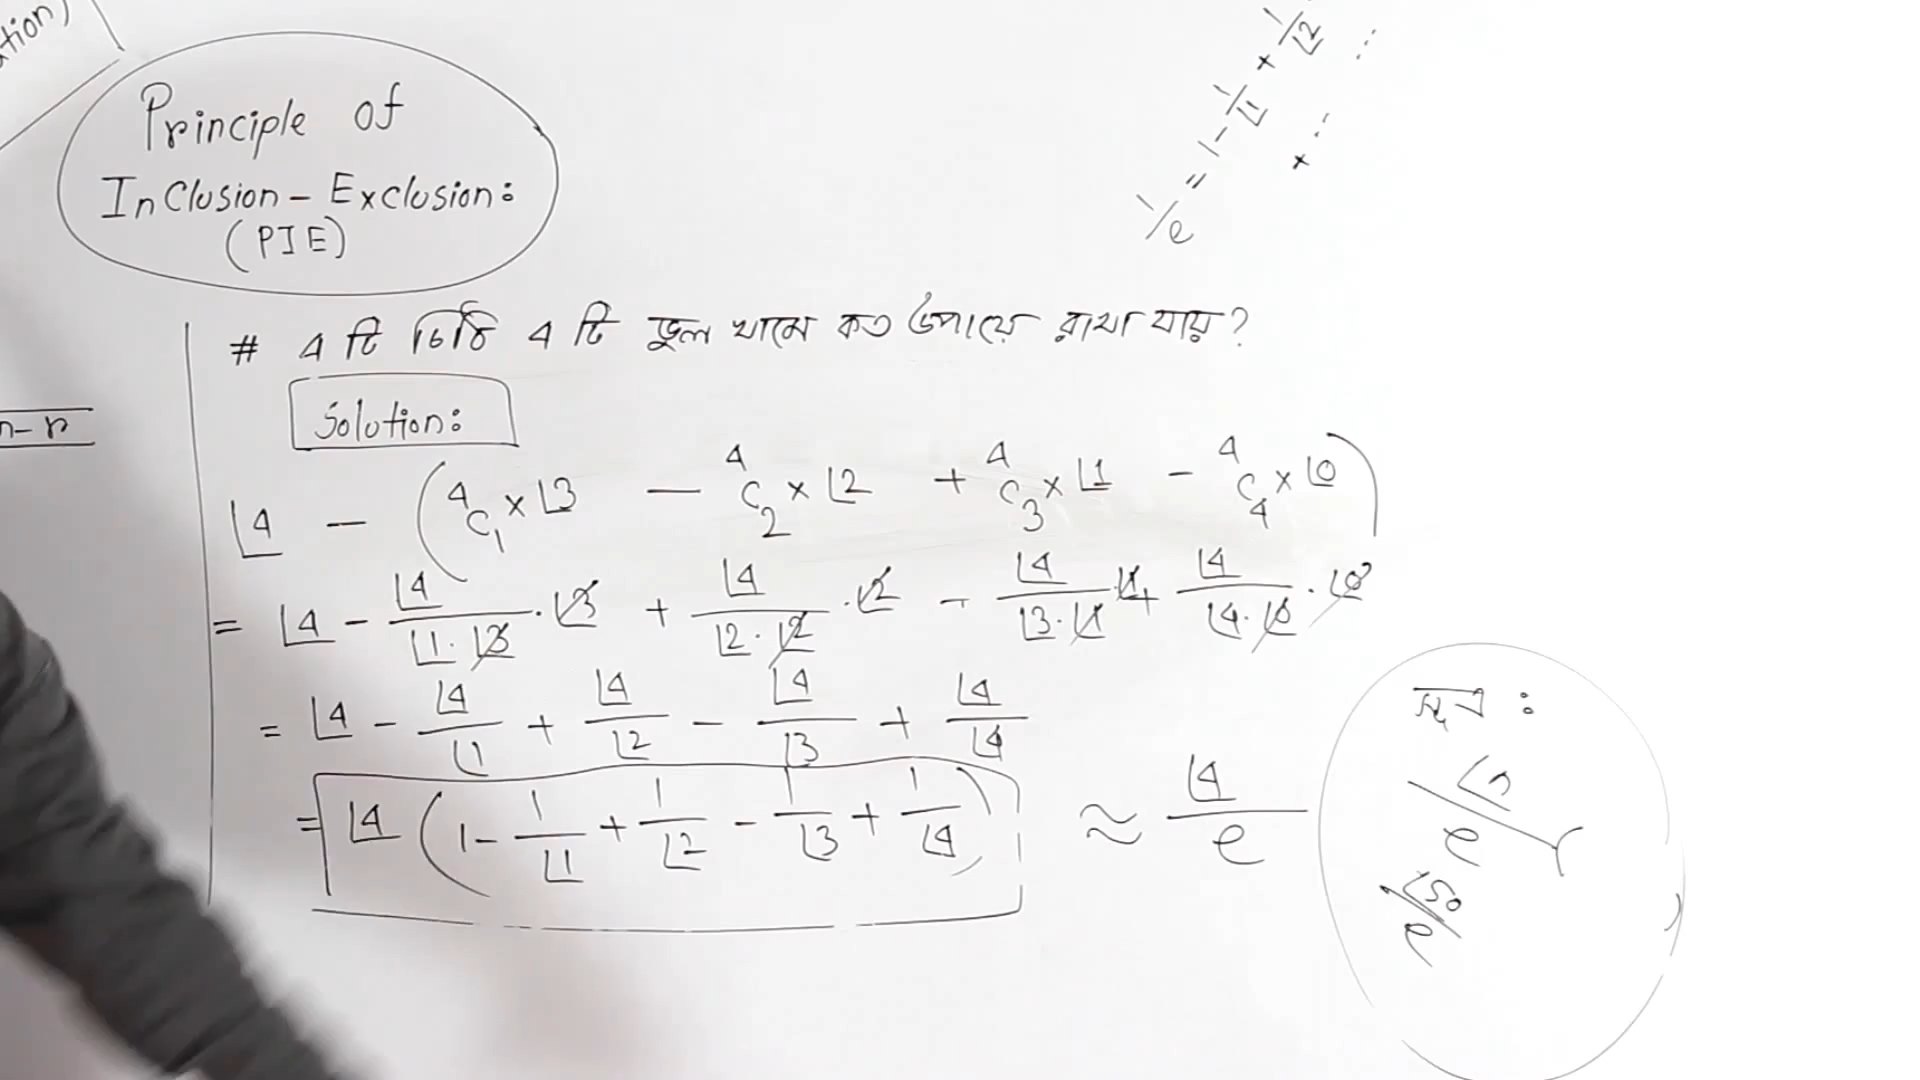 ation)
Principle of
Inclusion - Exclusion:
(PIE)
1/e = 1 - 1/∟1 + 1/∟2 ...
+ ...
# 4 টি চিঠি 4 টি ভুল খামে কত উপায়ে রাখা যায়?
Solution:
n-r
∟4 - (⁴C₁ × ∟3 - ⁴C₂ × ∟2 + ⁴C₃ × ∟1 - ⁴C₄ × ∟0)
= ∟4 - ∟4/(∟1·∟3) · ∟3 + ∟4/(∟2·∟2) · ∟2 - ∟4/(∟3·∟1) · ∟1 + ∟4/(∟4·∟0) · ∟0
= ∟4 - ∟4/∟1 + ∟4/∟2 - ∟4/∟3 + ∟4/∟4
= ∟4 (1 - 1/∟1 + 1/∟2 - 1/∟3 + 1/∟4) ≈ ∟4/e
সূত্র :
∟n/e
∟50/e